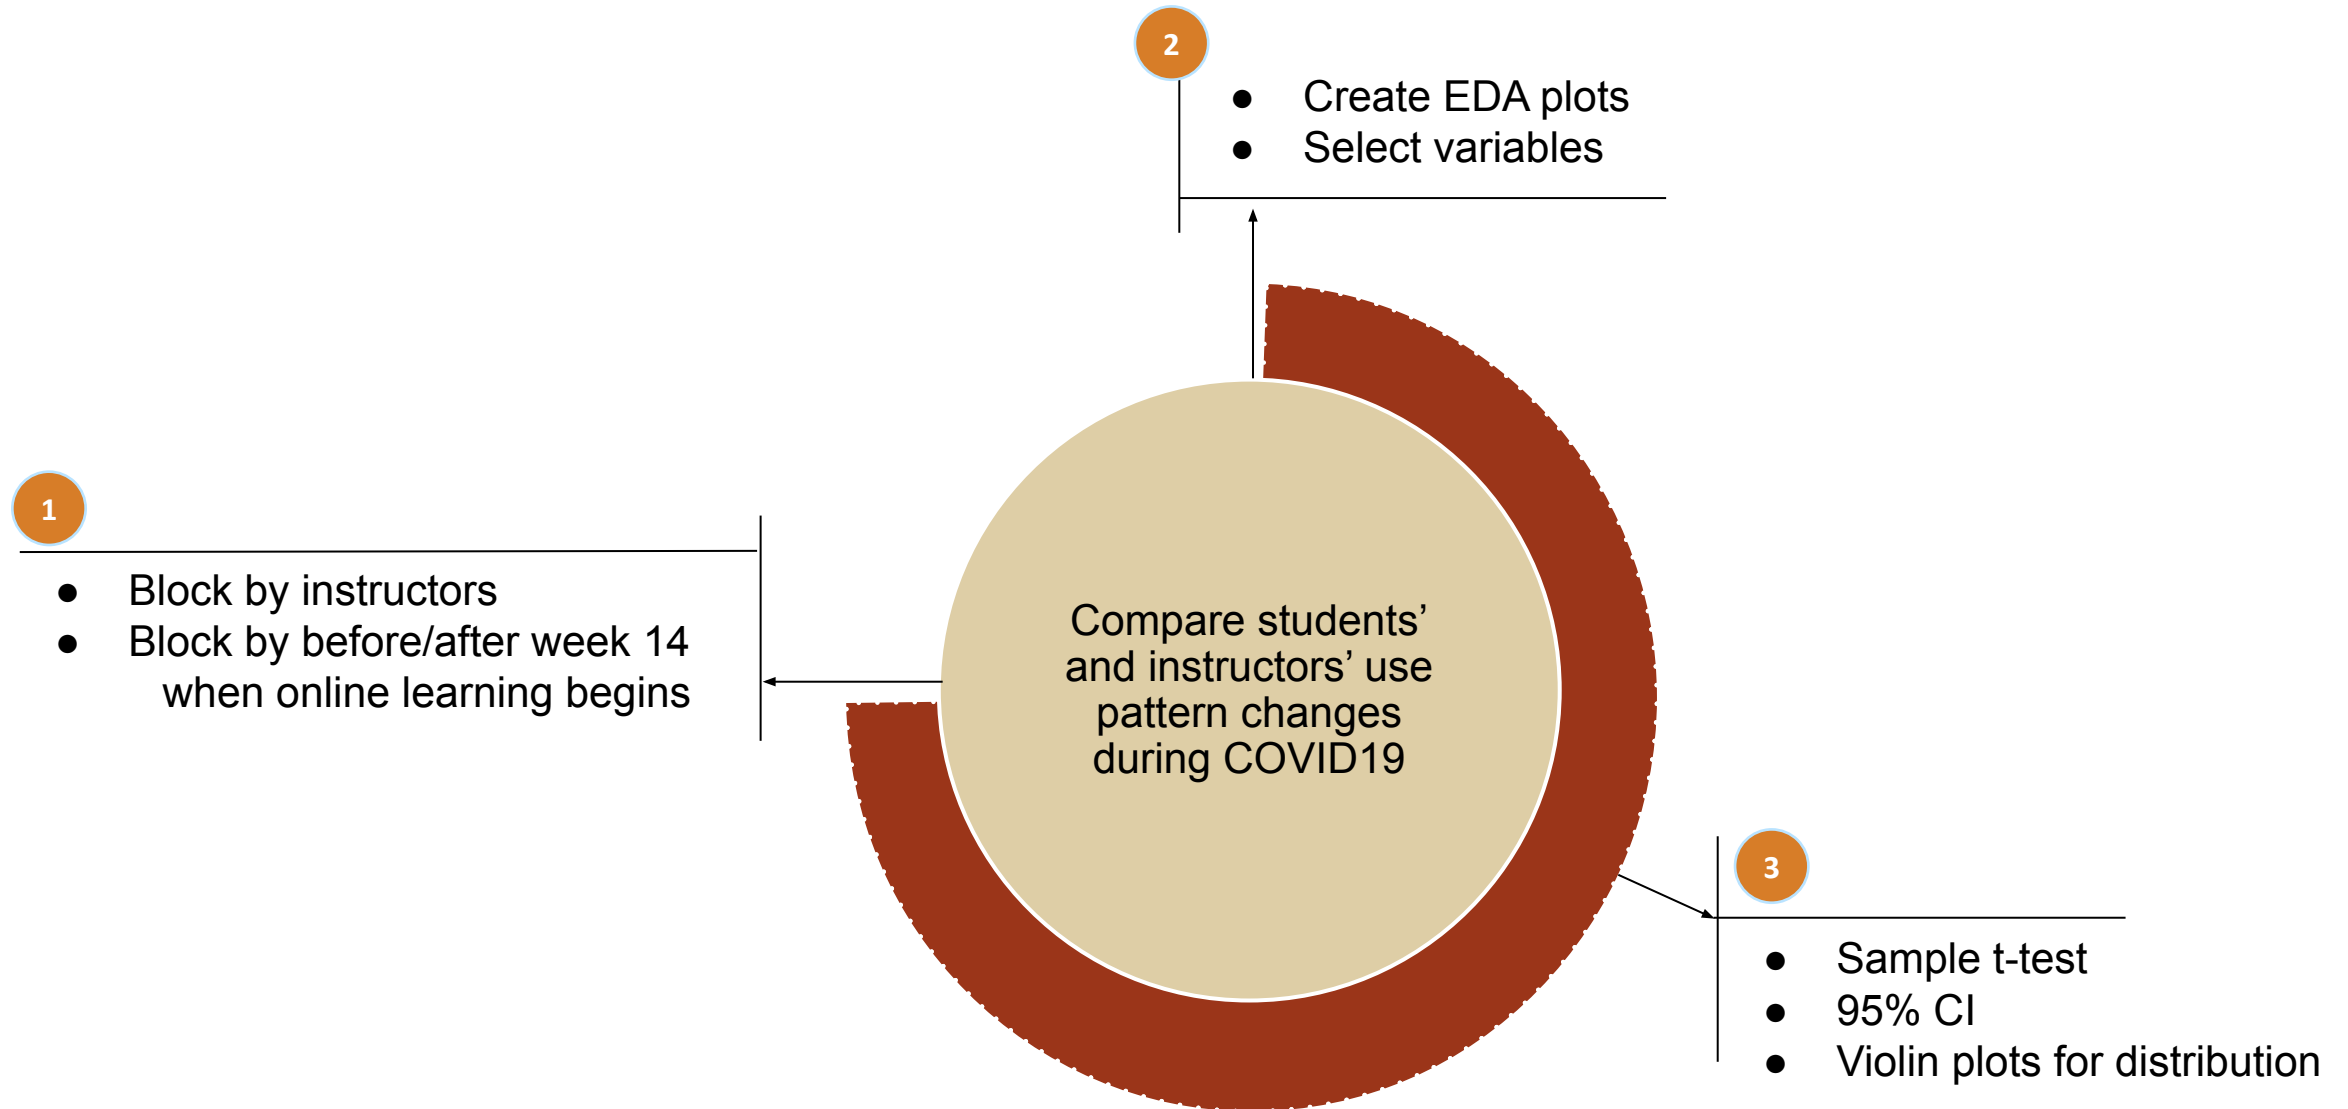 2
● Create EDA plots
● Select variables
1
● Block by instructors
● Block by before/after week 14
when online learning begins
Compare students’
and instructors’ use
pattern changes
during COVID19
3
● Sample t-test
● 95% CI
● Violin plots for distribution